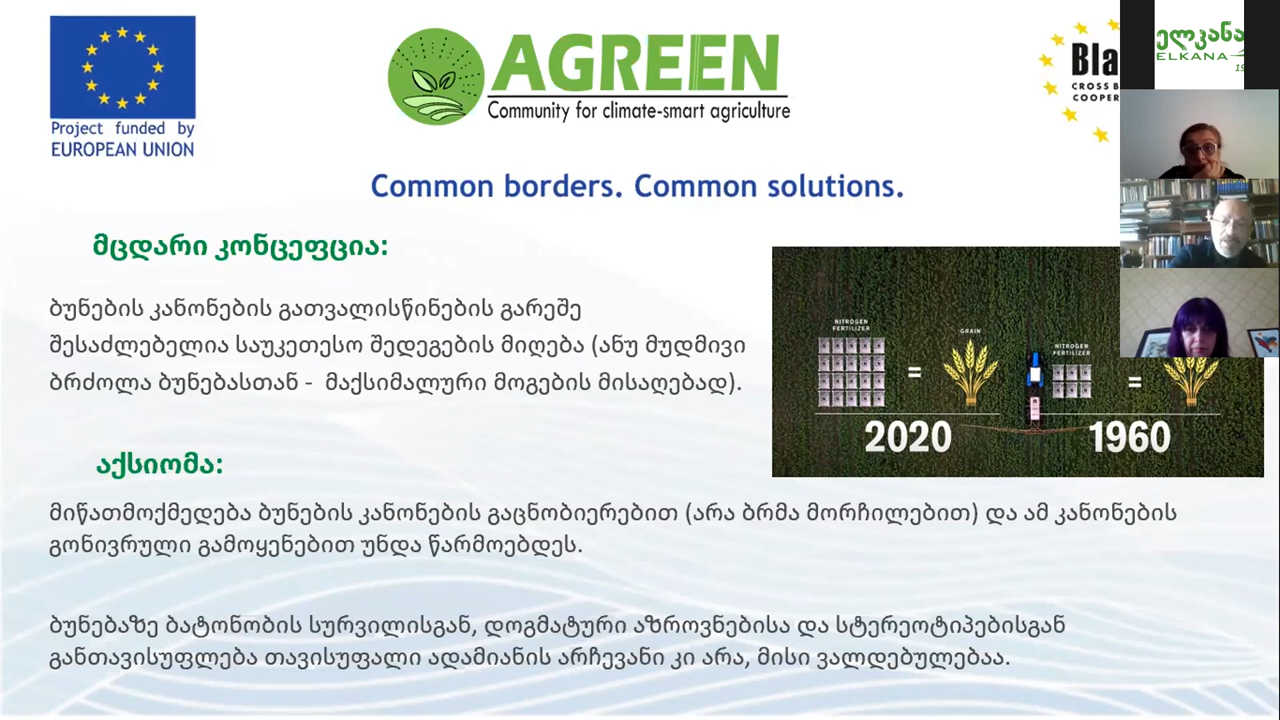 Project funded by
EUROPEAN UNION
AGREEN
Community for climate-smart agriculture
CROSS
COOPER
ელკანა
ELKANA
Common borders. Common solutions.
მცდარი კონცეფცია:
ბუნების კანონების გათვალისწინების გარეშე
შესაძლებელია საუკეთესო შედეგების მიღება (ანუ მუდმივი
ბრძოლა ბუნებასთან - მაქსიმალური მოგების მისაღებად).
NITROGEN
FERTILIZER
=
GRAIN
2020
NITROGEN
FERTILIZER
=
1960
აქსიომა:
მიწათმოქმედება ბუნების კანონების გაცნობიერებით (არა ბრმა მორჩილებით) და ამ კანონების
გონივრული გამოყენებით უნდა წარმოებდეს.
ბუნებაზე ბატონობის სურვილისგან, დოგმატური აზროვნებისა და სტერეოტიპებისგან
განთავისუფლება თავისუფალი ადამიანის არჩევანი კი არა, მისი ვალდებულებაა.